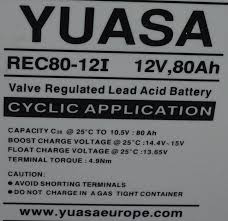 YUASA
REC80-12I 12V,80Ah
Valve Regulated Lead Acid Battery
CYCLIC APPLICATION
CAPACITY C20 @ 25°C TO 10.5V : 80 Ah
BOOST CHARGE VOLTAGE @ 25°C :14.4V-15V
FLOAT CHARGE VOLTAGE @ 25°C :13.65V
TERMINAL TORQUE : 4.9Nm
CAUTION :
● AVOID SHORTING TERMINALS
● DO NOT CHARGE IN A GAS TIGHT CONTAINER
www.yuasaeurope.com